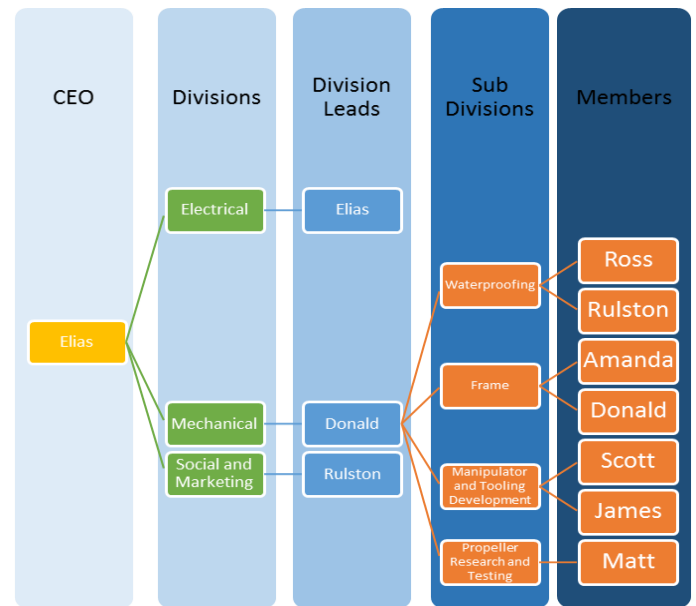 CEO
Divisions
Division
Leads
Sub
Divisions
Members
Elias
Electrical
Elias
Mechanical
Donald
Social and
Marketing
Rulston
Waterproofing
Ross
Rulston
Frame
Amanda
Donald
Manipulator
and Tooling
Development
Scott
James
Propeller
Research and
Testing
Matt